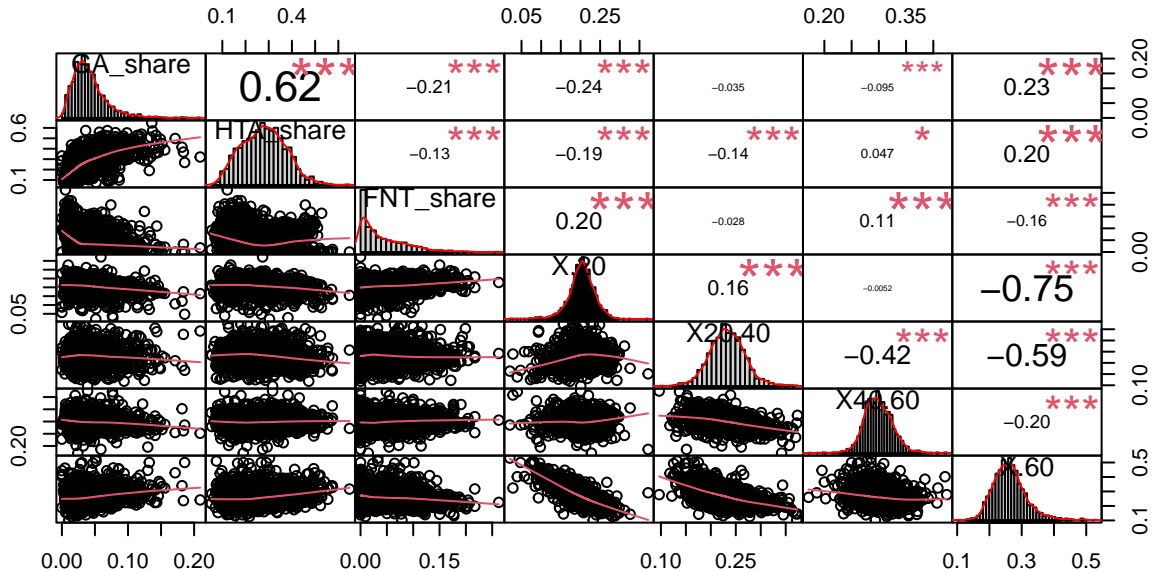 0.1 0.4 0.05 0.25 0.20 0.35
GA_share 0.62 *** −0.21 *** −0.24 *** −0.035 −0.095 *** 0.23 *** 0.00 0.20
0.1 0.6 HTA_share −0.13 *** −0.19 *** −0.14 *** 0.047 * 0.20 ***
FNT_share 0.20 *** −0.028 0.11 *** −0.16 *** 0.00
0.05 X.20 0.16 *** −0.0052 −0.75 ***
X20.40 −0.42 *** −0.59 *** 0.10
0.20 X40.60 −0.20 ***
X.60 0.1 0.5
0.00 0.10 0.20 0.00 0.15 0.10 0.25 0.1 0.3 0.5